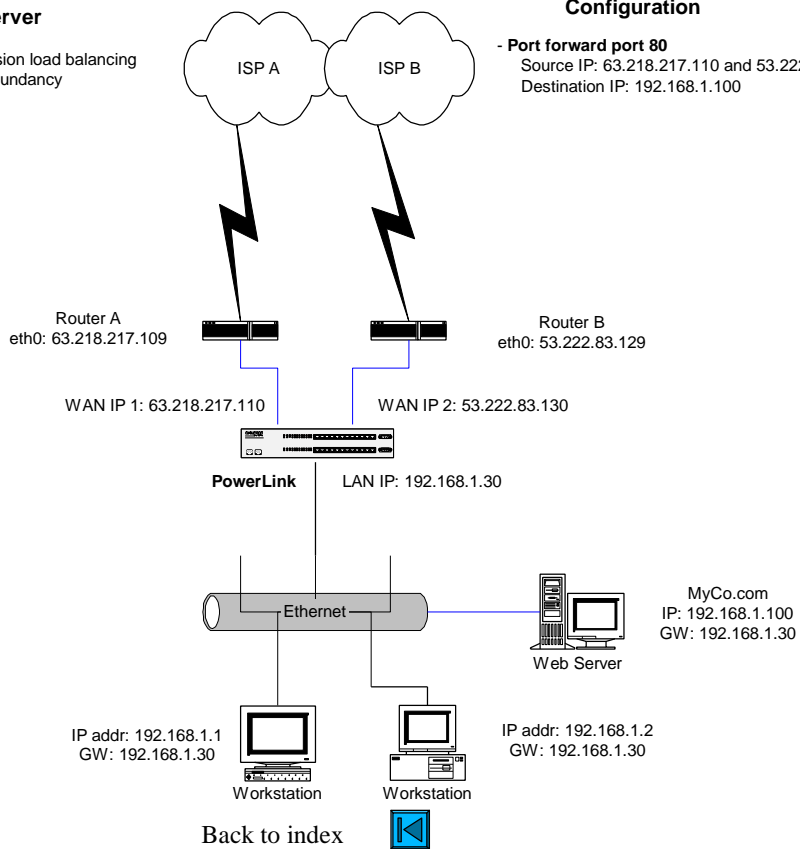 erver
sion load balancing
undancy
Configuration
- Port forward port 80
Source IP: 63.218.217.110 and 53.222
Destination IP: 192.168.1.100
ISP A
ISP B
Router A
eth0: 63.218.217.109
Router B
eth0: 53.222.83.129
WAN IP 1: 63.218.217.110
WAN IP 2: 53.222.83.130
PowerLink
LAN IP: 192.168.1.30
Ethernet
MyCo.com
IP: 192.168.1.100
GW: 192.168.1.30
Web Server
IP addr: 192.168.1.1
GW: 192.168.1.30
IP addr: 192.168.1.2
GW: 192.168.1.30
Workstation
Workstation
Back to index